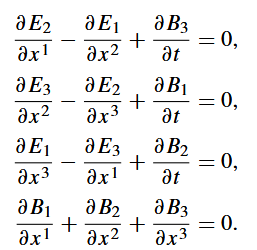 ∂E₂/∂x¹ − ∂E₁/∂x² + ∂B₃/∂t = 0,
∂E₃/∂x² − ∂E₂/∂x³ + ∂B₁/∂t = 0,
∂E₁/∂x³ − ∂E₃/∂x¹ + ∂B₂/∂t = 0,
∂B₁/∂x¹ + ∂B₂/∂x² + ∂B₃/∂x³ = 0.